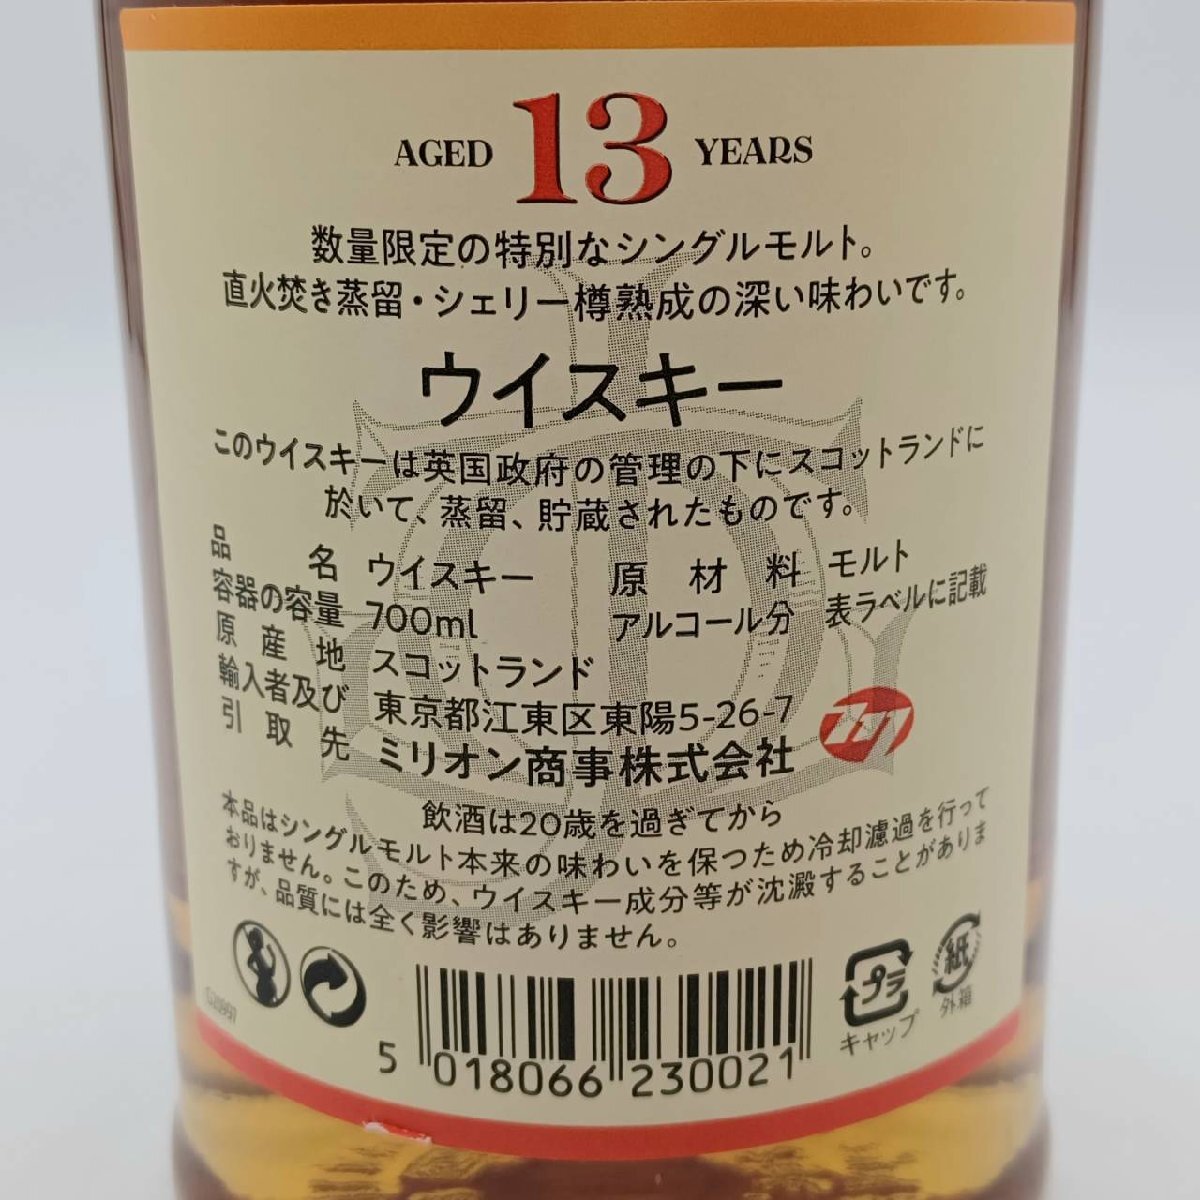 AGED 13 YEARS
数量限定の特別なシングルモルト。
直火焚き蒸留・シェリー樽熟成の深い味わいです。
ウイスキー
このウイスキーは英国政府の管理の下にスコットランドに
於いて、蒸留、貯蔵されたものです。
品名 ウイスキー 原材料 モルト
容器の容量 700ml アルコール分 表ラベルに記載
原産地 スコットランド
輸入者及び 東京都江東区東陽5-26-7
引取先 ミリオン商事株式会社
飲酒は20歳を過ぎてから
本品はシングルモルト本来の味わいを保つため冷却濾過を行って
おりません。このため、ウイスキー成分等が沈澱することがありま
すが、品質には全く影響はありません。
プラ
キャップ
紙
外箱
5 018066 230021